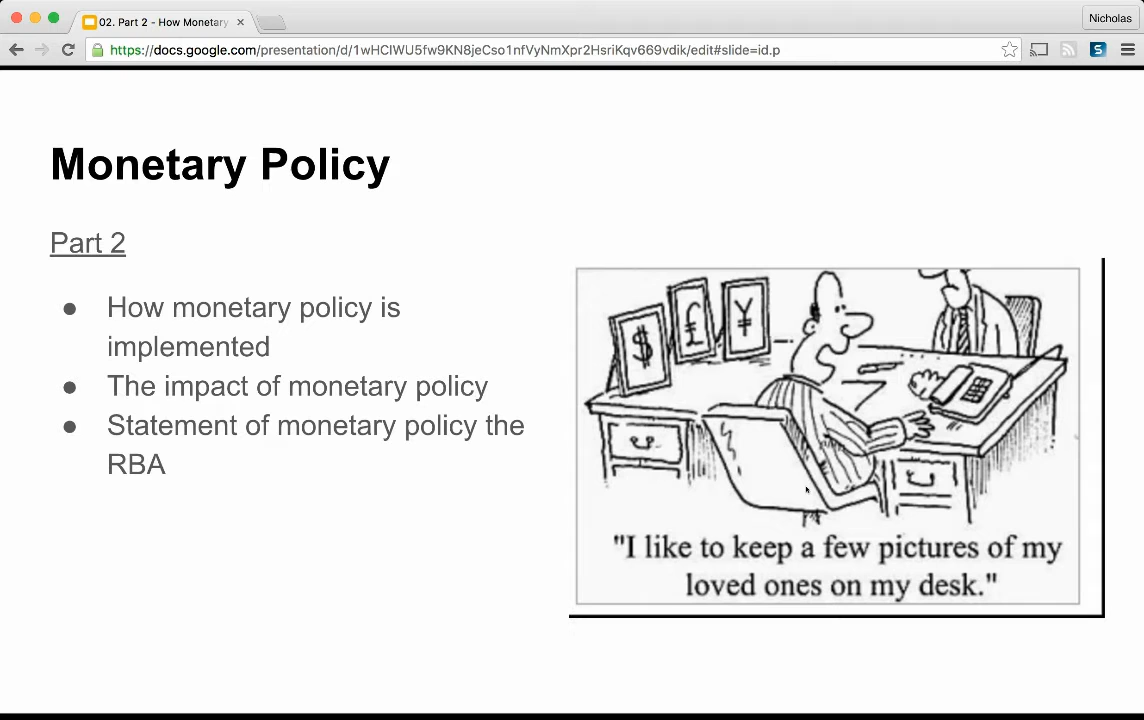 02. Part 2 - How Monetary
Nicholas
https://docs.google.com/presentation/d/1wHCIWU5fw9KN8jeCso1nfVyNmXpr2HsriKqv669vdik/edit#slide=id.p
S
Monetary Policy
Part 2
● How monetary policy is
implemented
● The impact of monetary policy
● Statement of monetary policy the
RBA
$ £ ¥
"I like to keep a few pictures of my
loved ones on my desk."